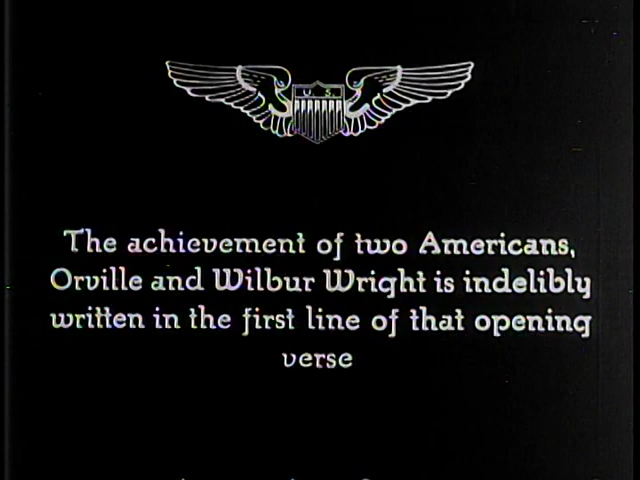 U. S.
The achievement of two Americans,
Orville and Wilbur Wright is indelibly
written in the first line of that opening
verse